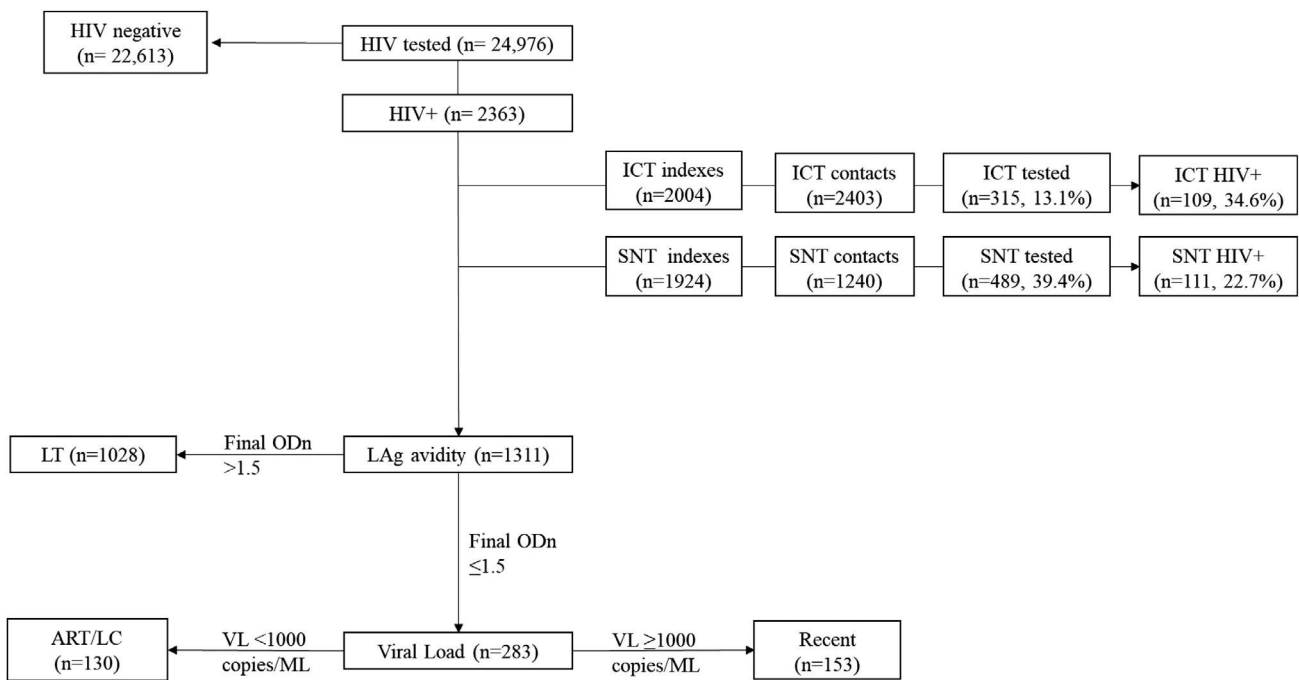 HIV negative
(n= 22,613)
HIV tested (n= 24,976)
HIV+ (n= 2363)
ICT indexes
(n=2004)
ICT contacts
(n=2403)
ICT tested
(n=315, 13.1%)
ICT HIV+
(n=109, 34.6%)
SNT indexes
(n=1924)
SNT contacts
(n=1240)
SNT tested
(n=489, 39.4%)
SNT HIV+
(n=111, 22.7%)
LT (n=1028)
Final ODn
>1.5
LAg avidity (n=1311)
Final ODn
≤1.5
ART/LC
(n=130)
VL <1000
copies/ML
Viral Load (n=283)
VL ≥1000
copies/ML
Recent
(n=153)